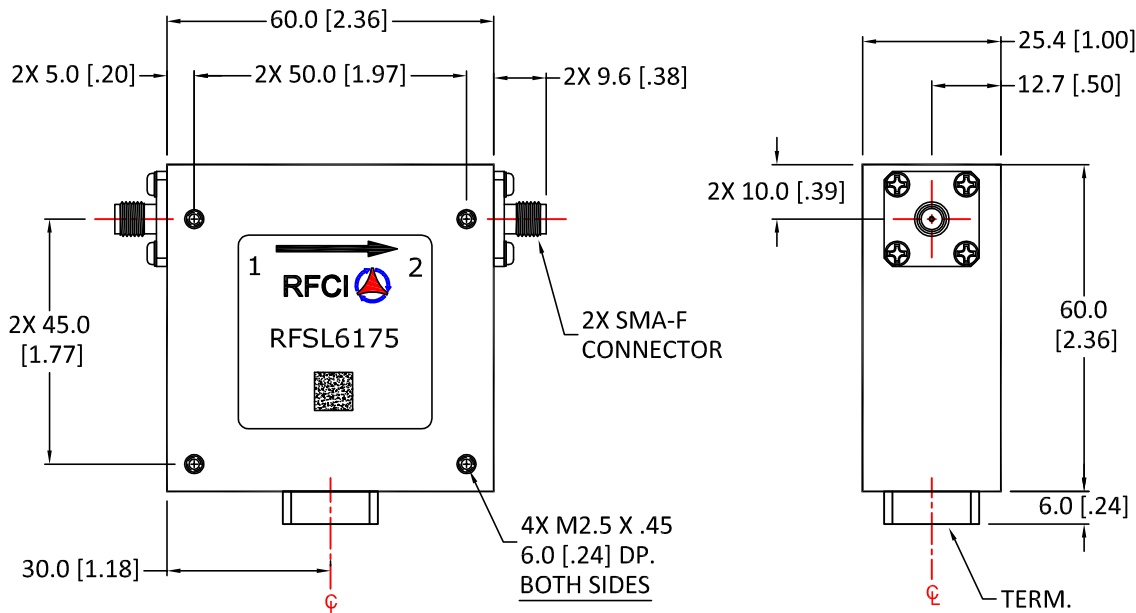 60.0 [2.36]
2X 5.0 [.20]
2X 50.0 [1.97]
2X 9.6 [.38]
25.4 [1.00]
12.7 [.50]
2X 10.0 [.39]
1
2
RFCI
RFSL6175
2X 45.0
[1.77]
2X SMA-F
CONNECTOR
60.0
[2.36]
4X M2.5 X .45
6.0 [.24] DP.
BOTH SIDES
6.0 [.24]
30.0 [1.18]
℄
℄
TERM.